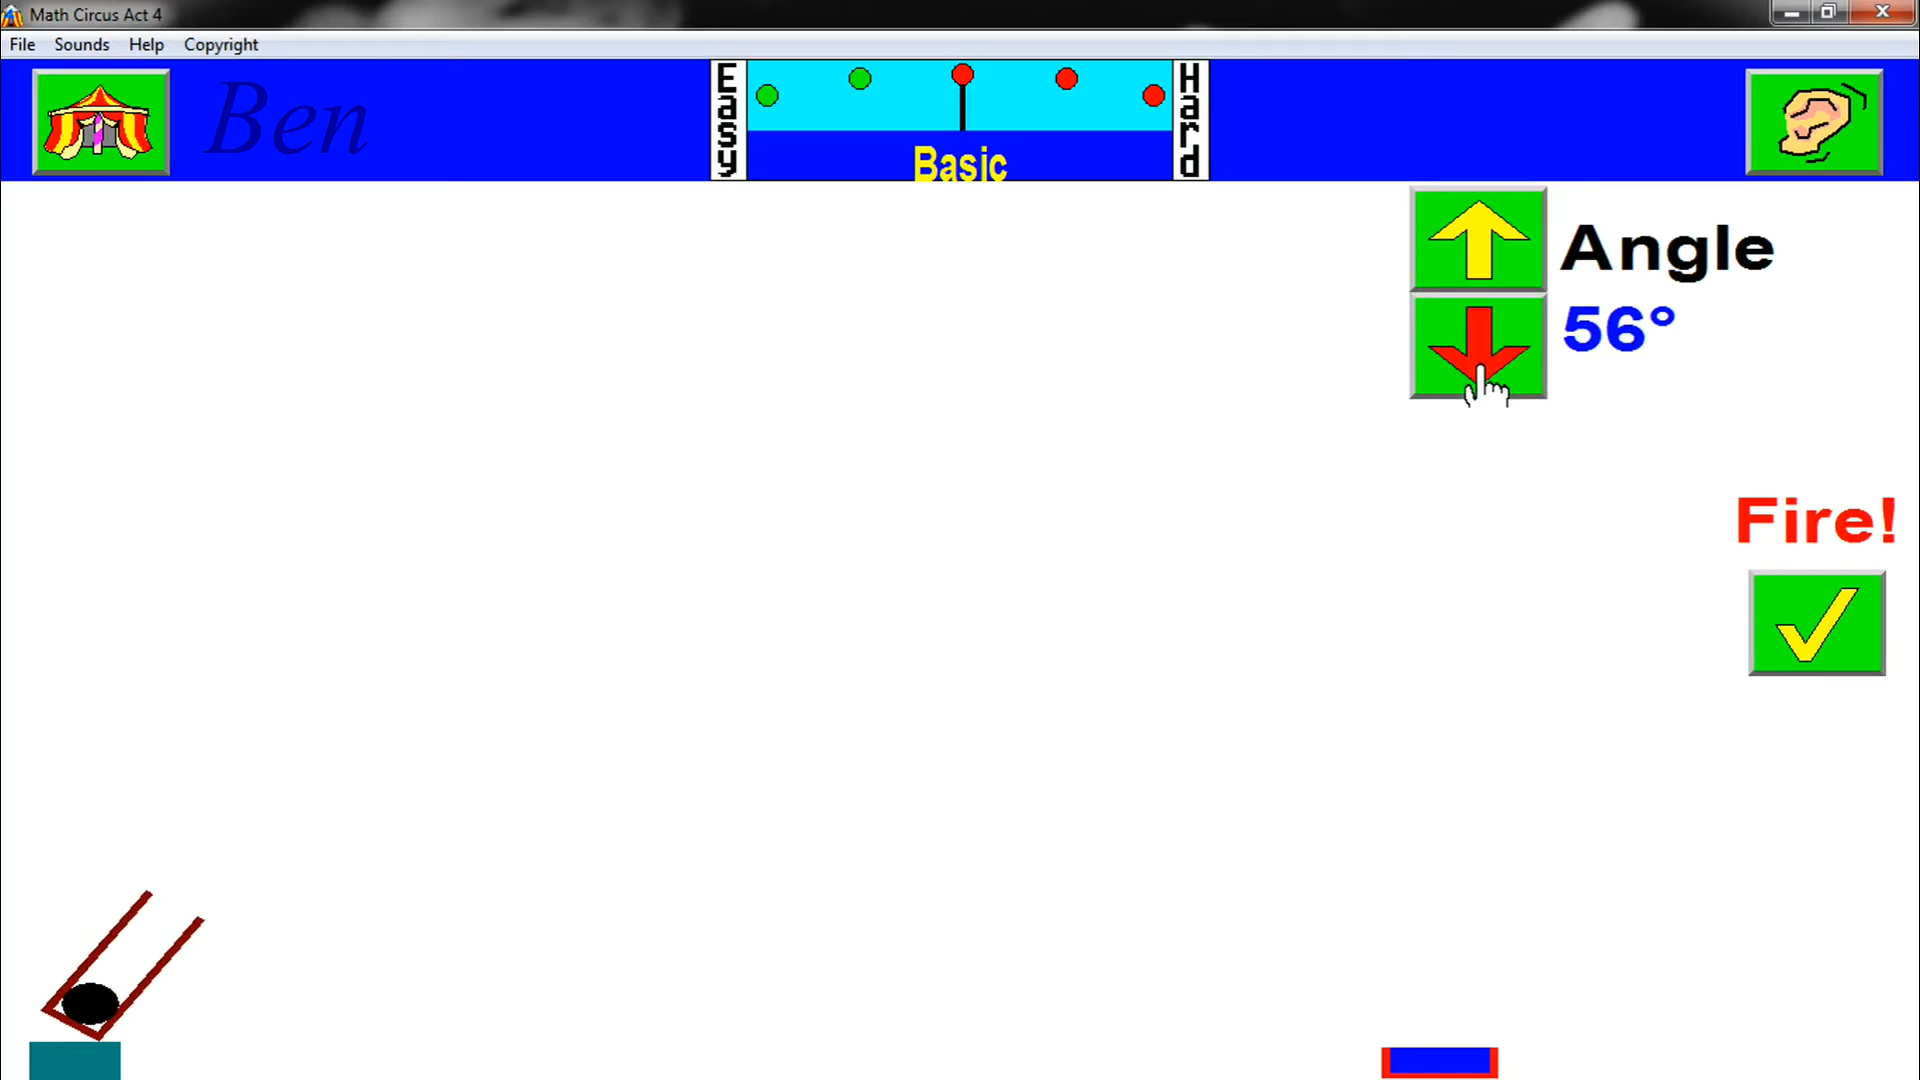 Math Circus Act 4
File Sounds Help Copyright
Ben
Easy
Hard
Basic
Angle
56°
Fire!